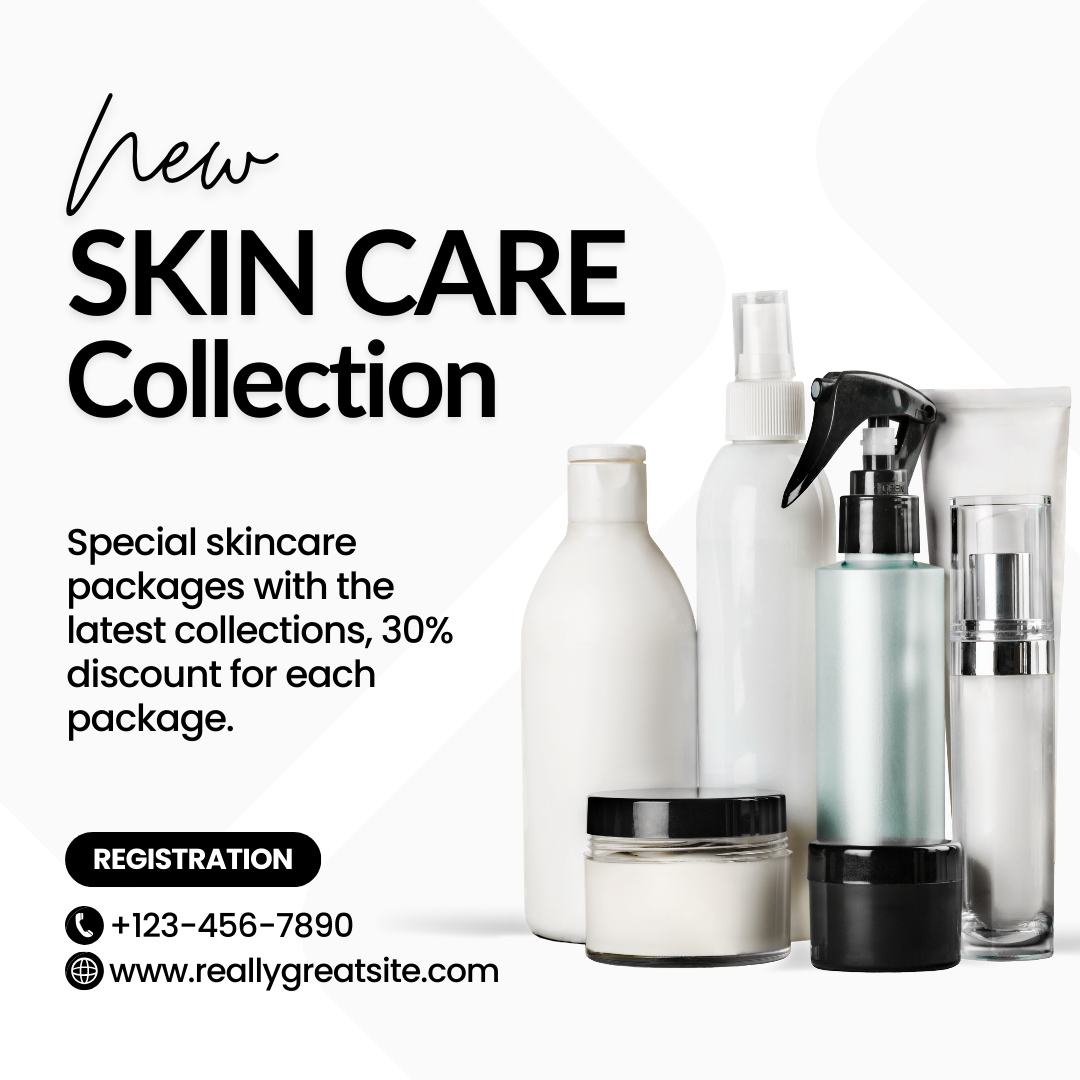 New
SKIN CARE
Collection
Special skincare
packages with the
latest collections, 30%
discount for each
package.
REGISTRATION
+123-456-7890
www.reallygreatsite.com